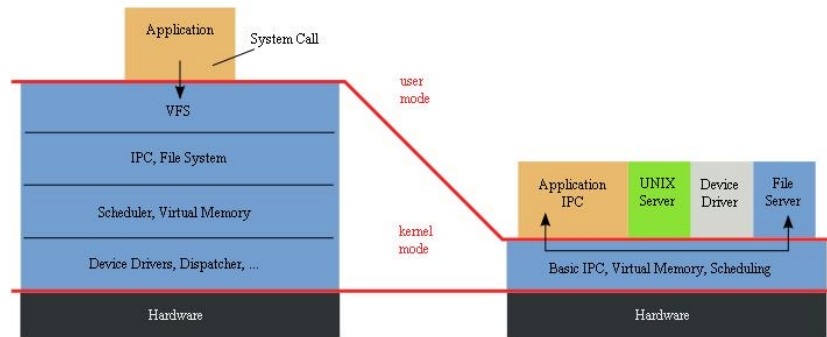 Application
System Call
VFS
IPC, File System
Scheduler, Virtual Memory
Device Drivers, Dispatcher, ...
Hardware
user
mode
kernel
mode
Application
IPC
UNIX
Server
Device
Driver
File
Server
Basic IPC, Virtual Memory, Scheduling
Hardware